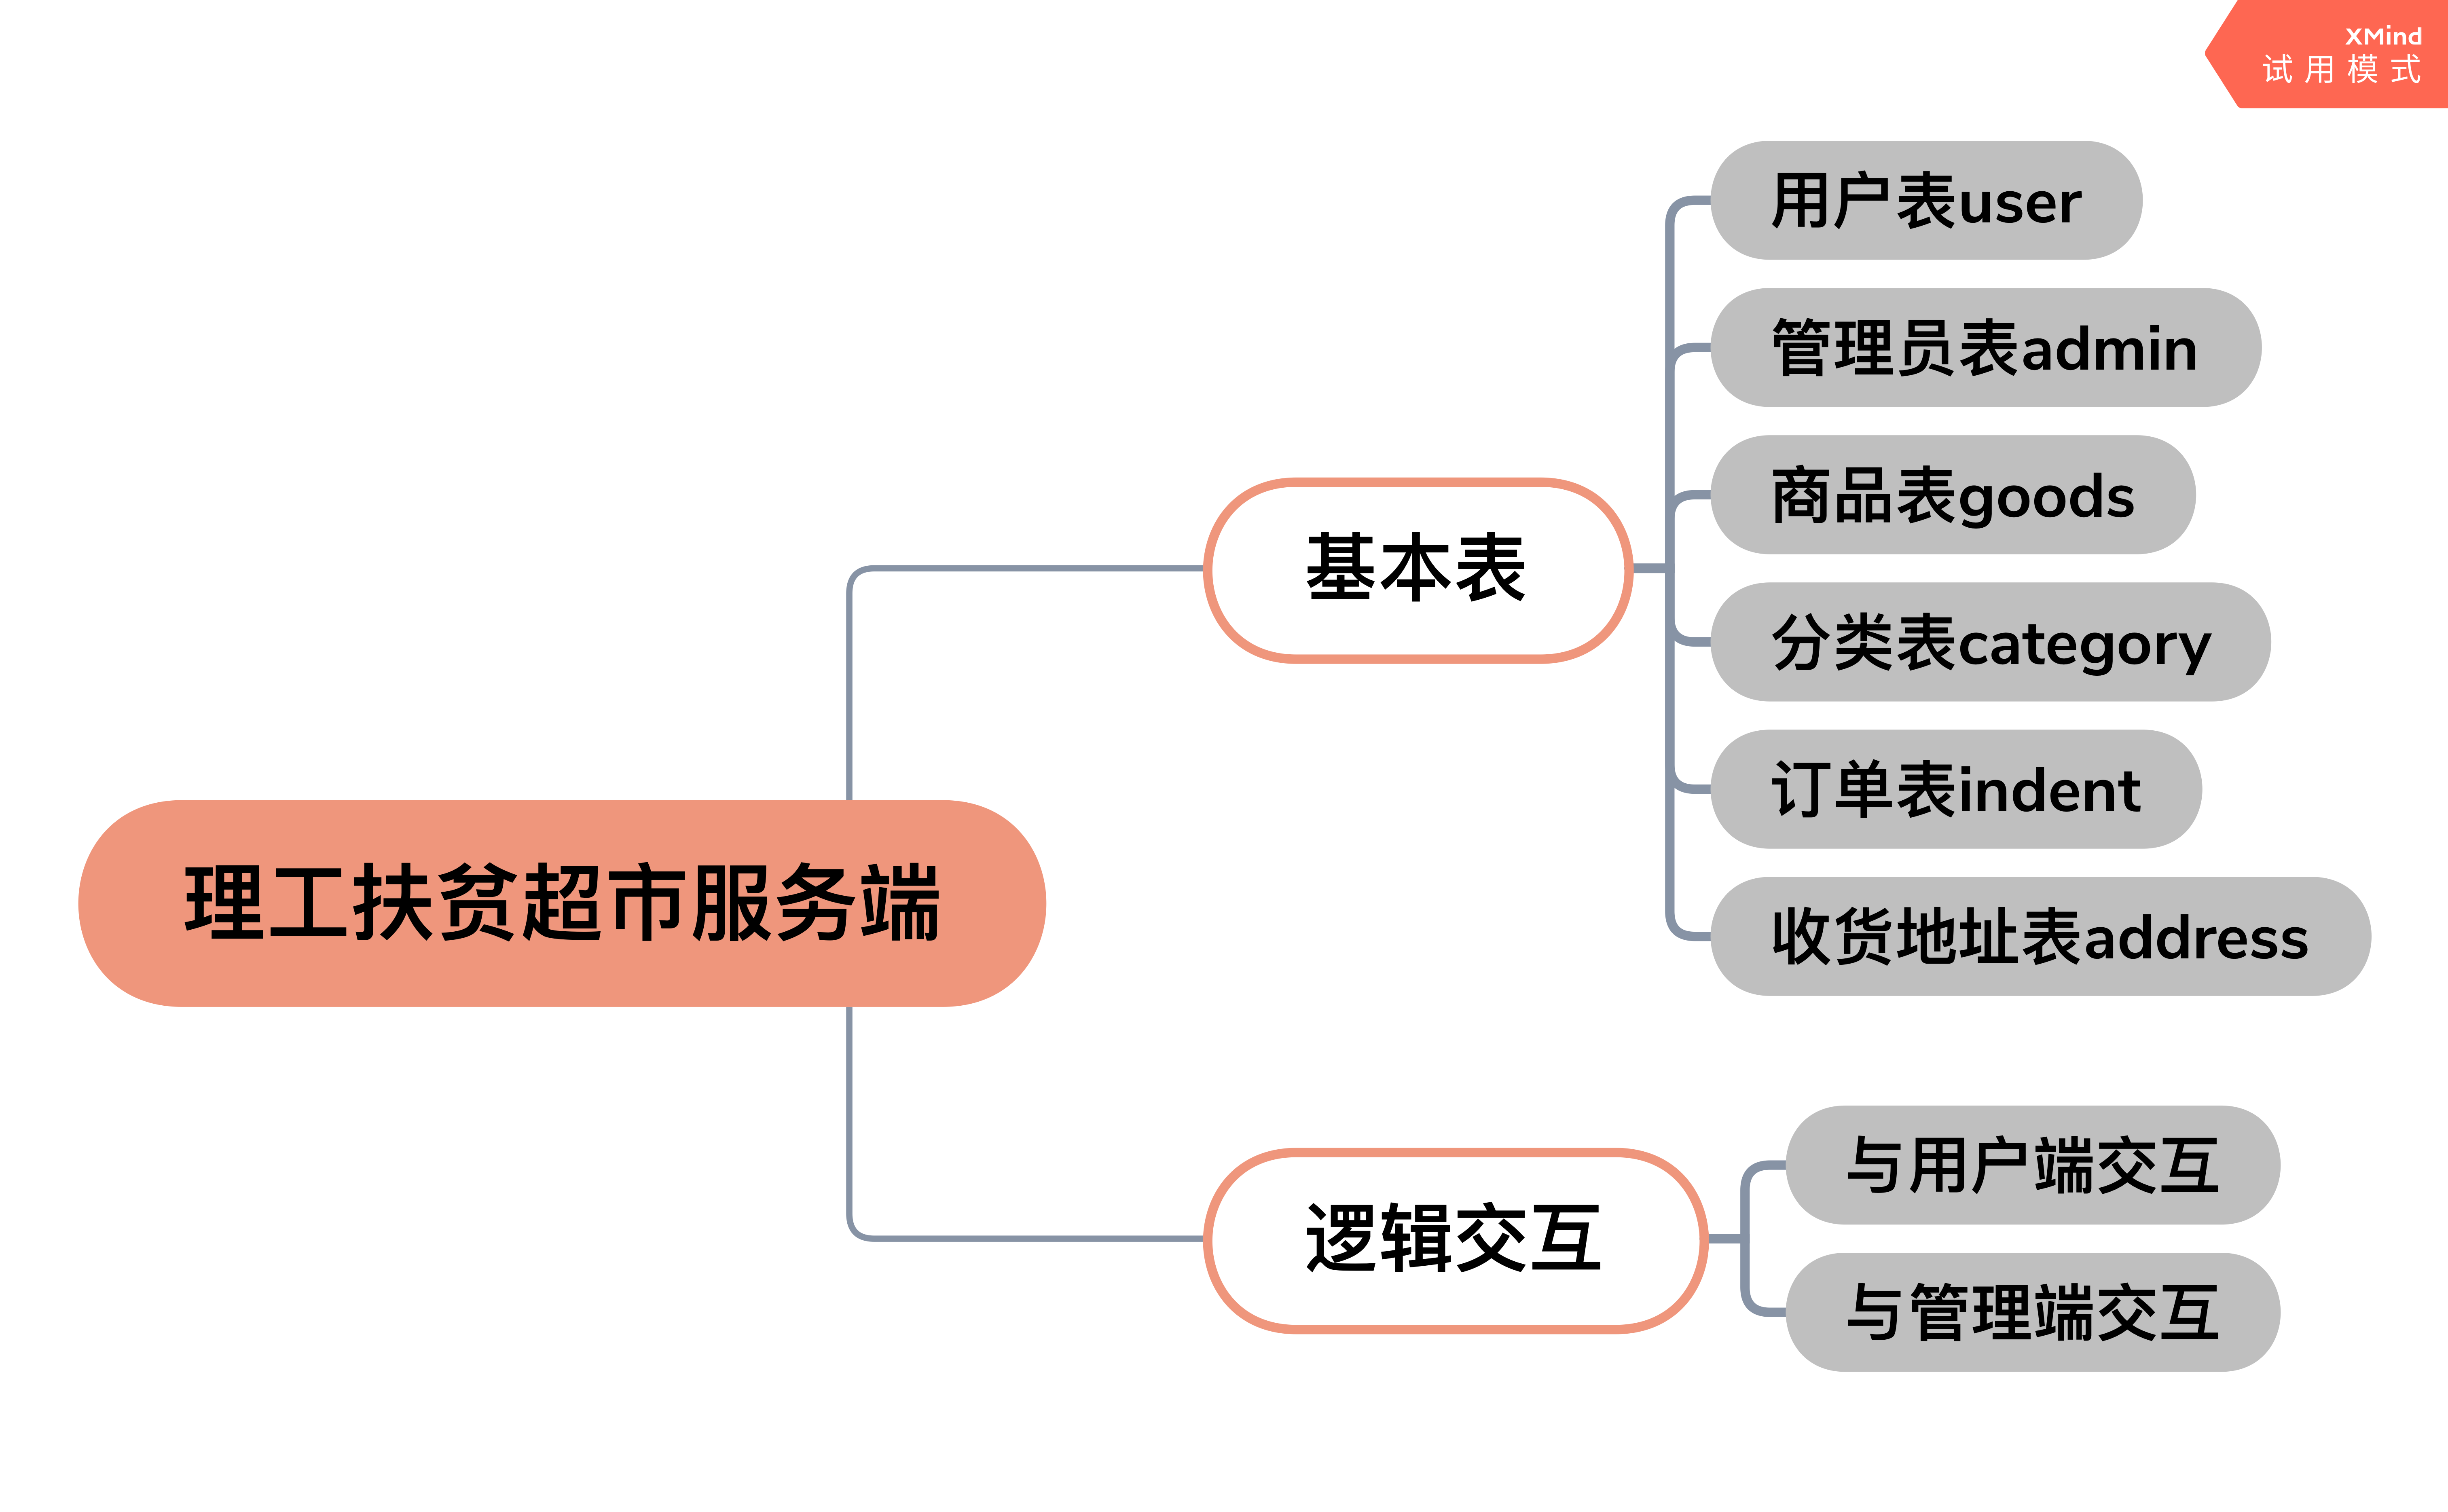 XMind
试用模式
用户表user
管理员表admin
商品表goods
基本表
分类表category
订单表indent
理工扶贫超市服务端
收货地址表address
与用户端交互
逻辑交互
与管理端交互